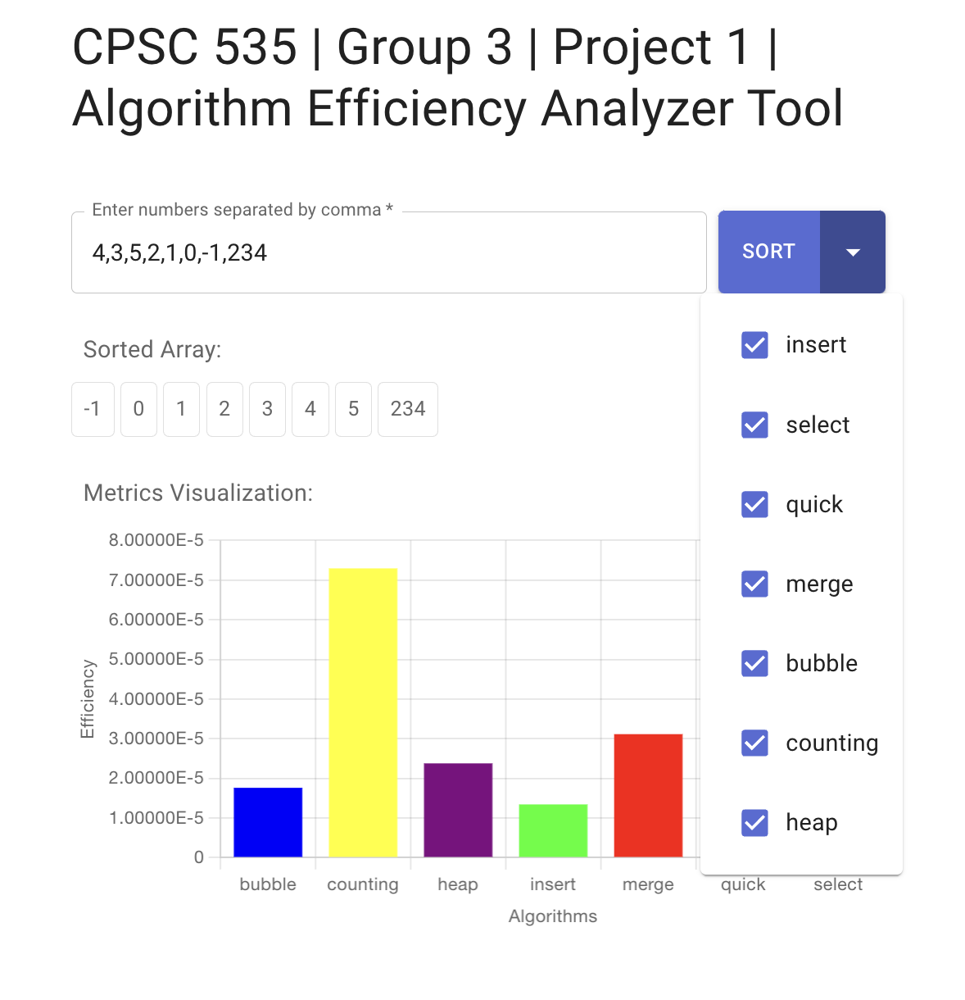 CPSC 535 | Group 3 | Project 1 |
Algorithm Efficiency Analyzer Tool
Enter numbers separated by comma *
4,3,5,2,1,0,-1,234
SORT
insert
select
quick
merge
bubble
counting
heap
Sorted Array:
-1 0 1 2 3 4 5 234
Metrics Visualization:
8.00000E-5
7.00000E-5
6.00000E-5
5.00000E-5
4.00000E-5
3.00000E-5
2.00000E-5
1.00000E-5
0
Efficiency
bubble counting heap insert merge quick select
Algorithms